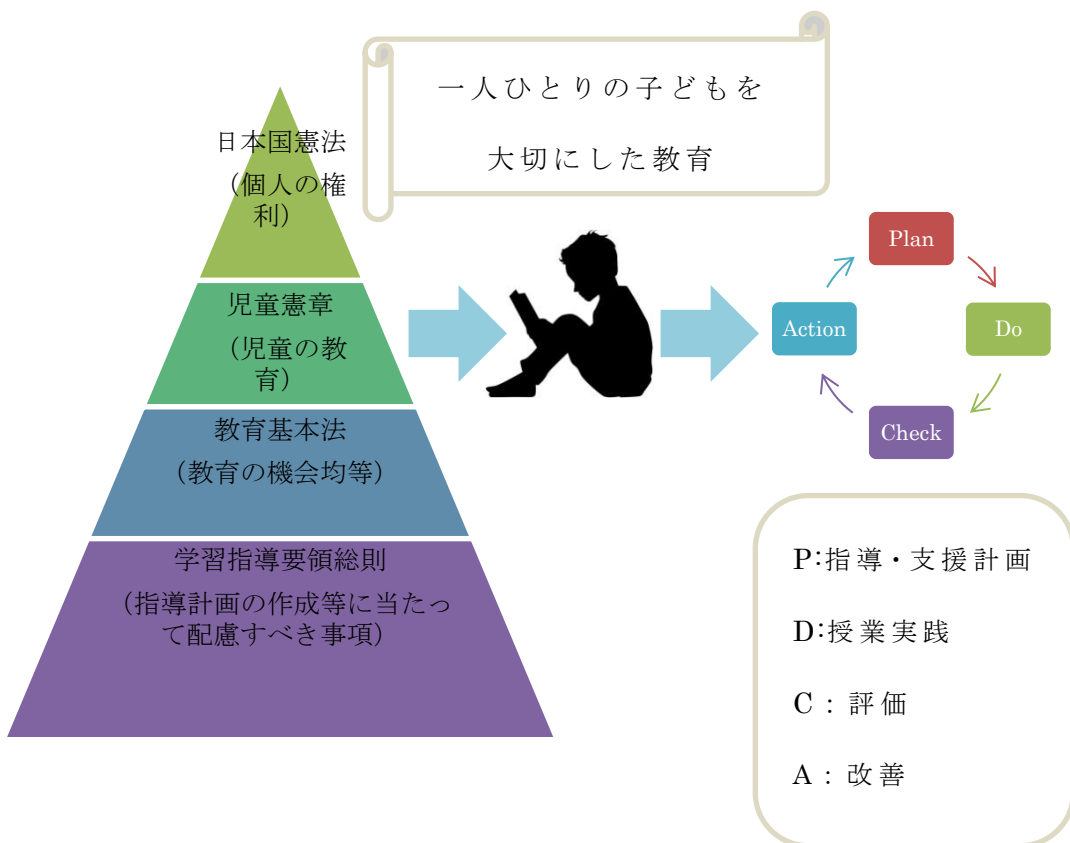 一人ひとりの子どもを
大切にした教育
日本国憲法
（個人の権
利）
児童憲章
（児童の教
育）
教育基本法
（教育の機会均等）
学習指導要領総則
（指導計画の作成等に当たっ
て配慮すべき事項）
Plan
Action
Do
Check
P:指導・支援計画
D:授業実践
C：評価
A：改善